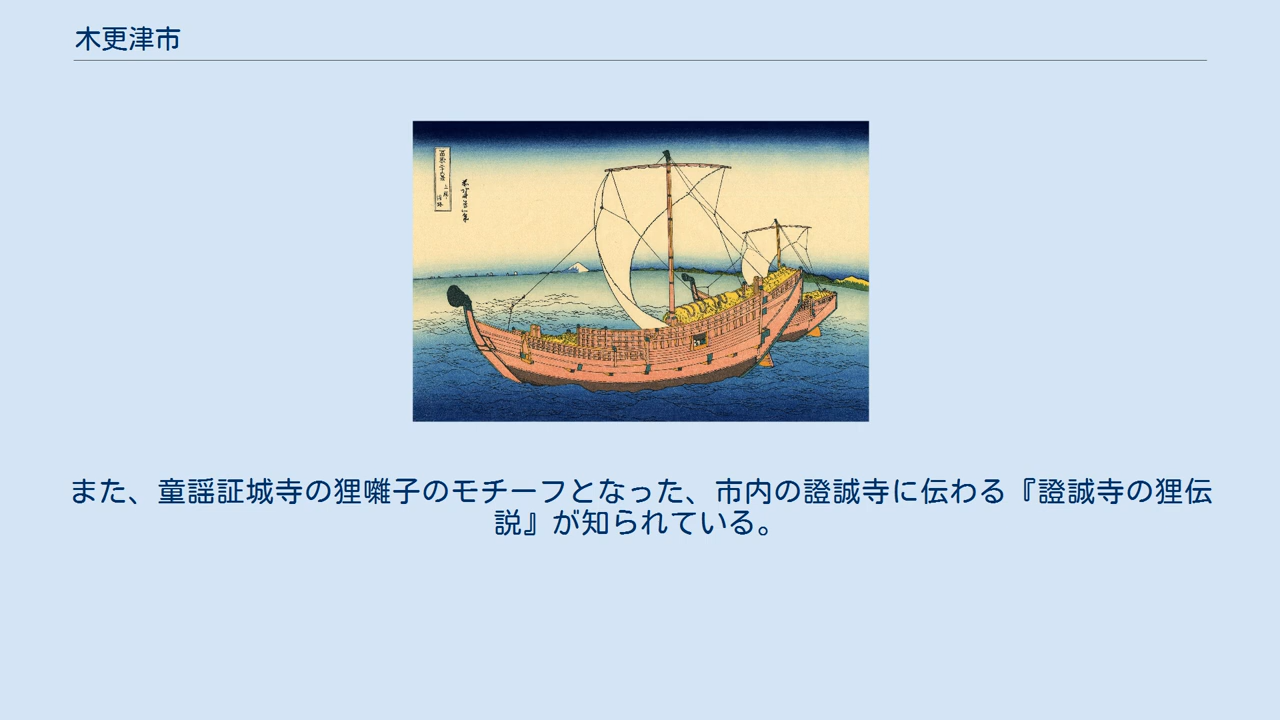 木更津市
また、童謡証城寺の狸囃子のモチーフとなった、市内の證誠寺に伝わる『證誠寺の狸伝
説』が知られている。